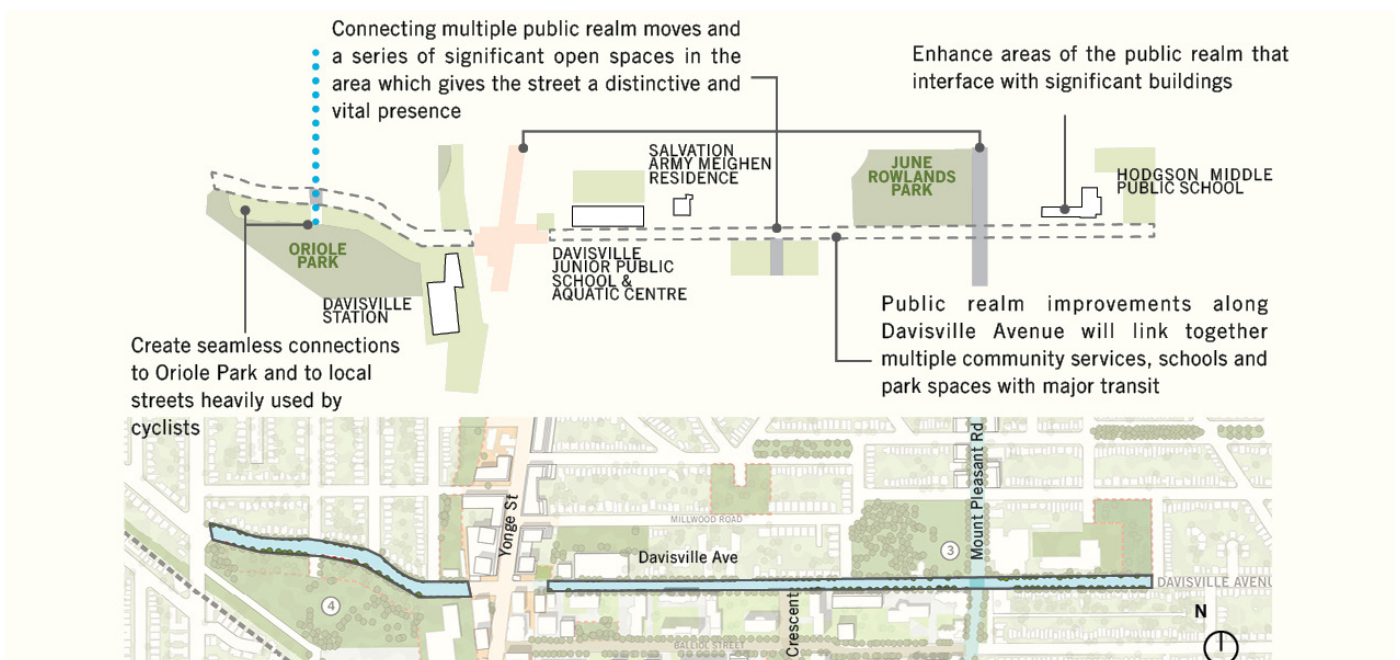 Connecting multiple public realm moves and
a series of significant open spaces in the
area which gives the street a distinctive and
vital presence
Enhance areas of the public realm that
interface with significant buildings
SALVATION
ARMY MEIGHEN
RESIDENCE
JUNE
ROWLANDS
PARK
HODGSON MIDDLE
PUBLIC SCHOOL
ORIOLE
PARK
DAVISVILLE
STATION
DAVISVILLE
JUNIOR PUBLIC
SCHOOL &
AQUATIC CENTRE
Public realm improvements along
Davisville Avenue will link together
multiple community services, schools and
park spaces with major transit
Create seamless connections
to Oriole Park and to local
streets heavily used by
cyclists
Yonge St
MILLWOOD ROAD
Davisville Ave
Mount Pleasant Rd
3
DAVISVILLE AVENU
4
Crescent
BALLIOL STREET
N